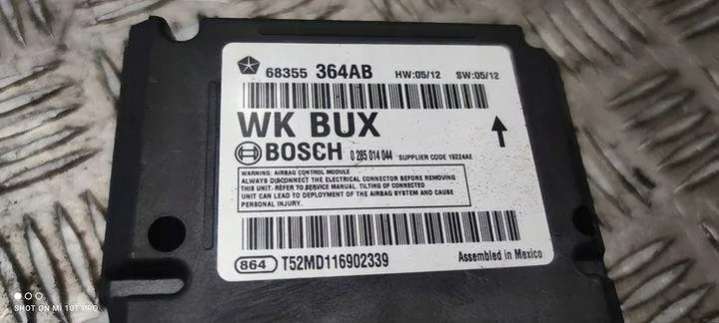 68355 364AB HW:05/12 SW:05/12
WK BUX
BOSCH 0 285 014 044 SUPPLIER CODE 19224AE
WARNING: AIRBAG CONTROL MODULE
ALWAYS DISCONNECT THE ELECTRICAL CONNECTOR BEFORE REMOVING
THIS UNIT. REFER TO SERVICE MANUAL. TILTING OF CONNECTED
UNIT CAN LEAD TO DEPLOYMENT OF THE AIRBAG SYSTEM AND CAUSE
PERSONAL INJURY.
864 T52MD116902339 Assembled in Mexico
SHOT ON MI 10T PRO